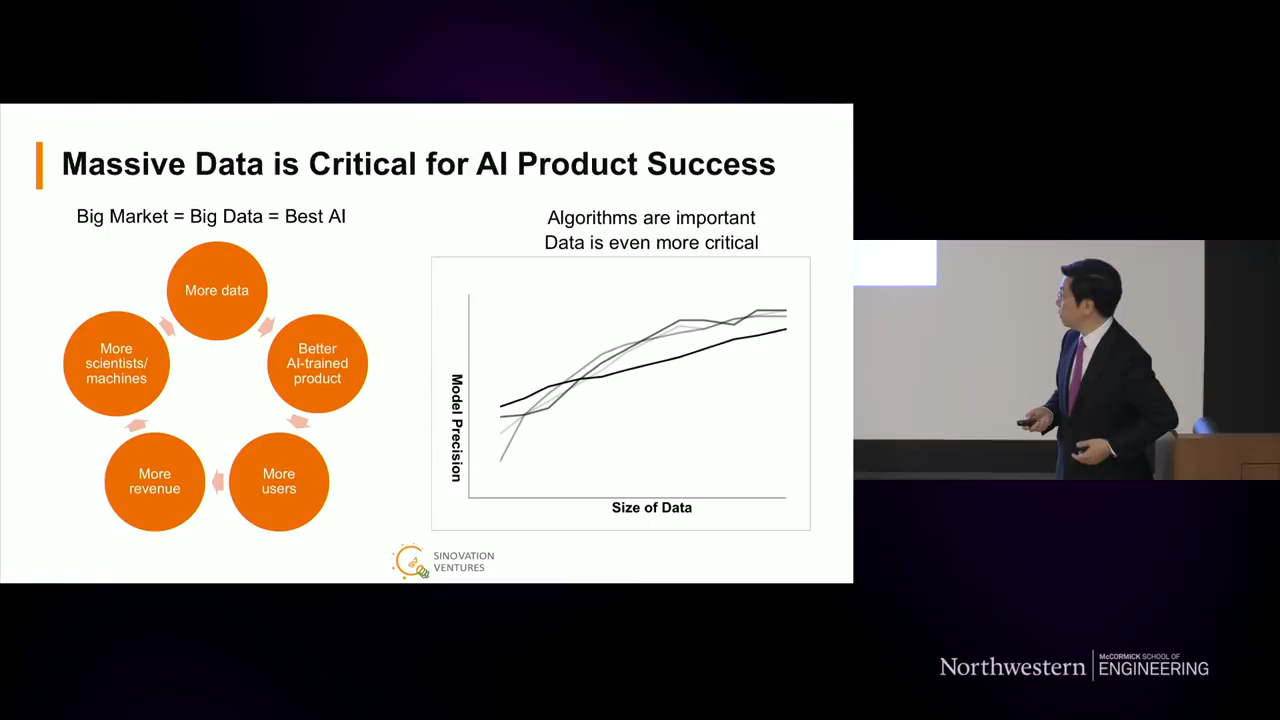 Massive Data is Critical for AI Product Success
Big Market = Big Data = Best AI
More data
Better
AI-trained
product
More
users
More
revenue
More
scientists/
machines
Algorithms are important
Data is even more critical
Model Precision
Size of Data
SINOVATION
VENTURES
Northwestern
McCORMICK SCHOOL OF
ENGINEERING